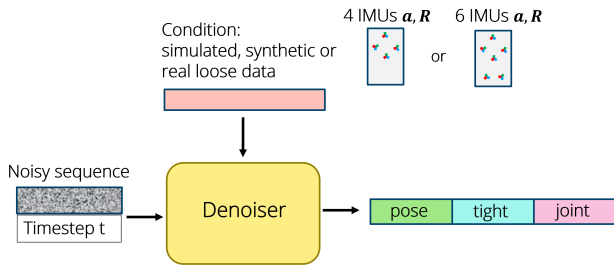 4 IMUs a, R
6 IMUs a, R
Condition:
simulated, synthetic or
real loose data
or
Noisy sequence
Timestep t
Denoiser
pose
tight
joint